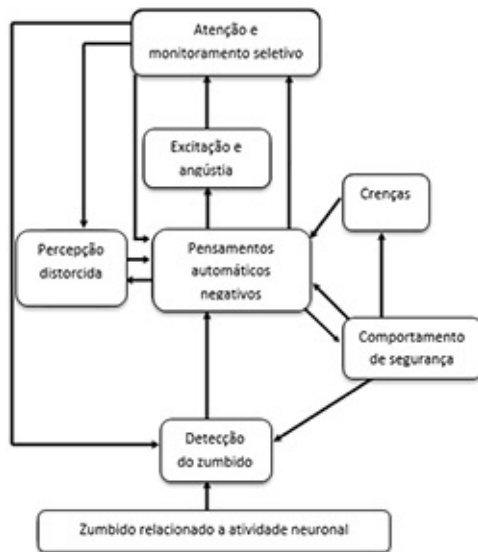 Atenção e
monitoramento seletivo
Excitação e
angústia
Crenças
Percepção
distorcida
Pensamentos
automáticos
negativos
Comportamento
de segurança
Detecção
do zumbido
Zumbido relacionado a atividade neuronal